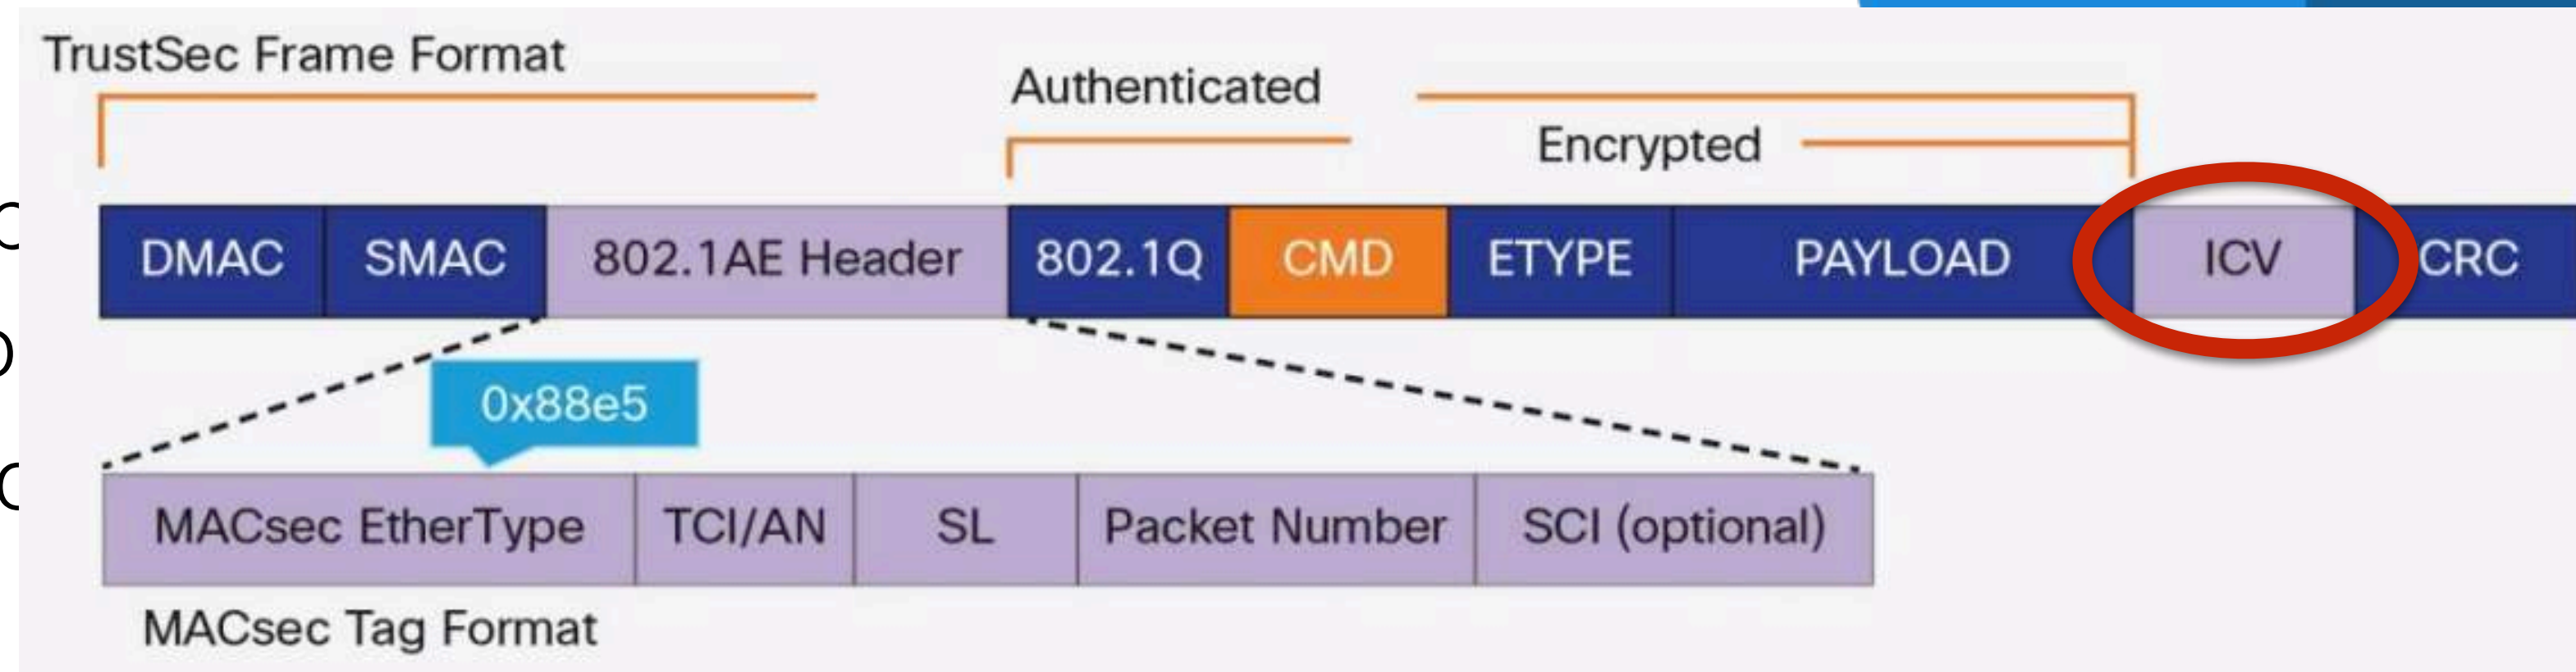 TrustSec Frame Format
Authenticated
Encrypted
DMAC SMAC 802.1AE Header 802.1Q CMD ETYPE PAYLOAD ICV CRC
0x88e5
MACsec EtherType TCI/AN SL Packet Number SCI (optional)
MACsec Tag Format